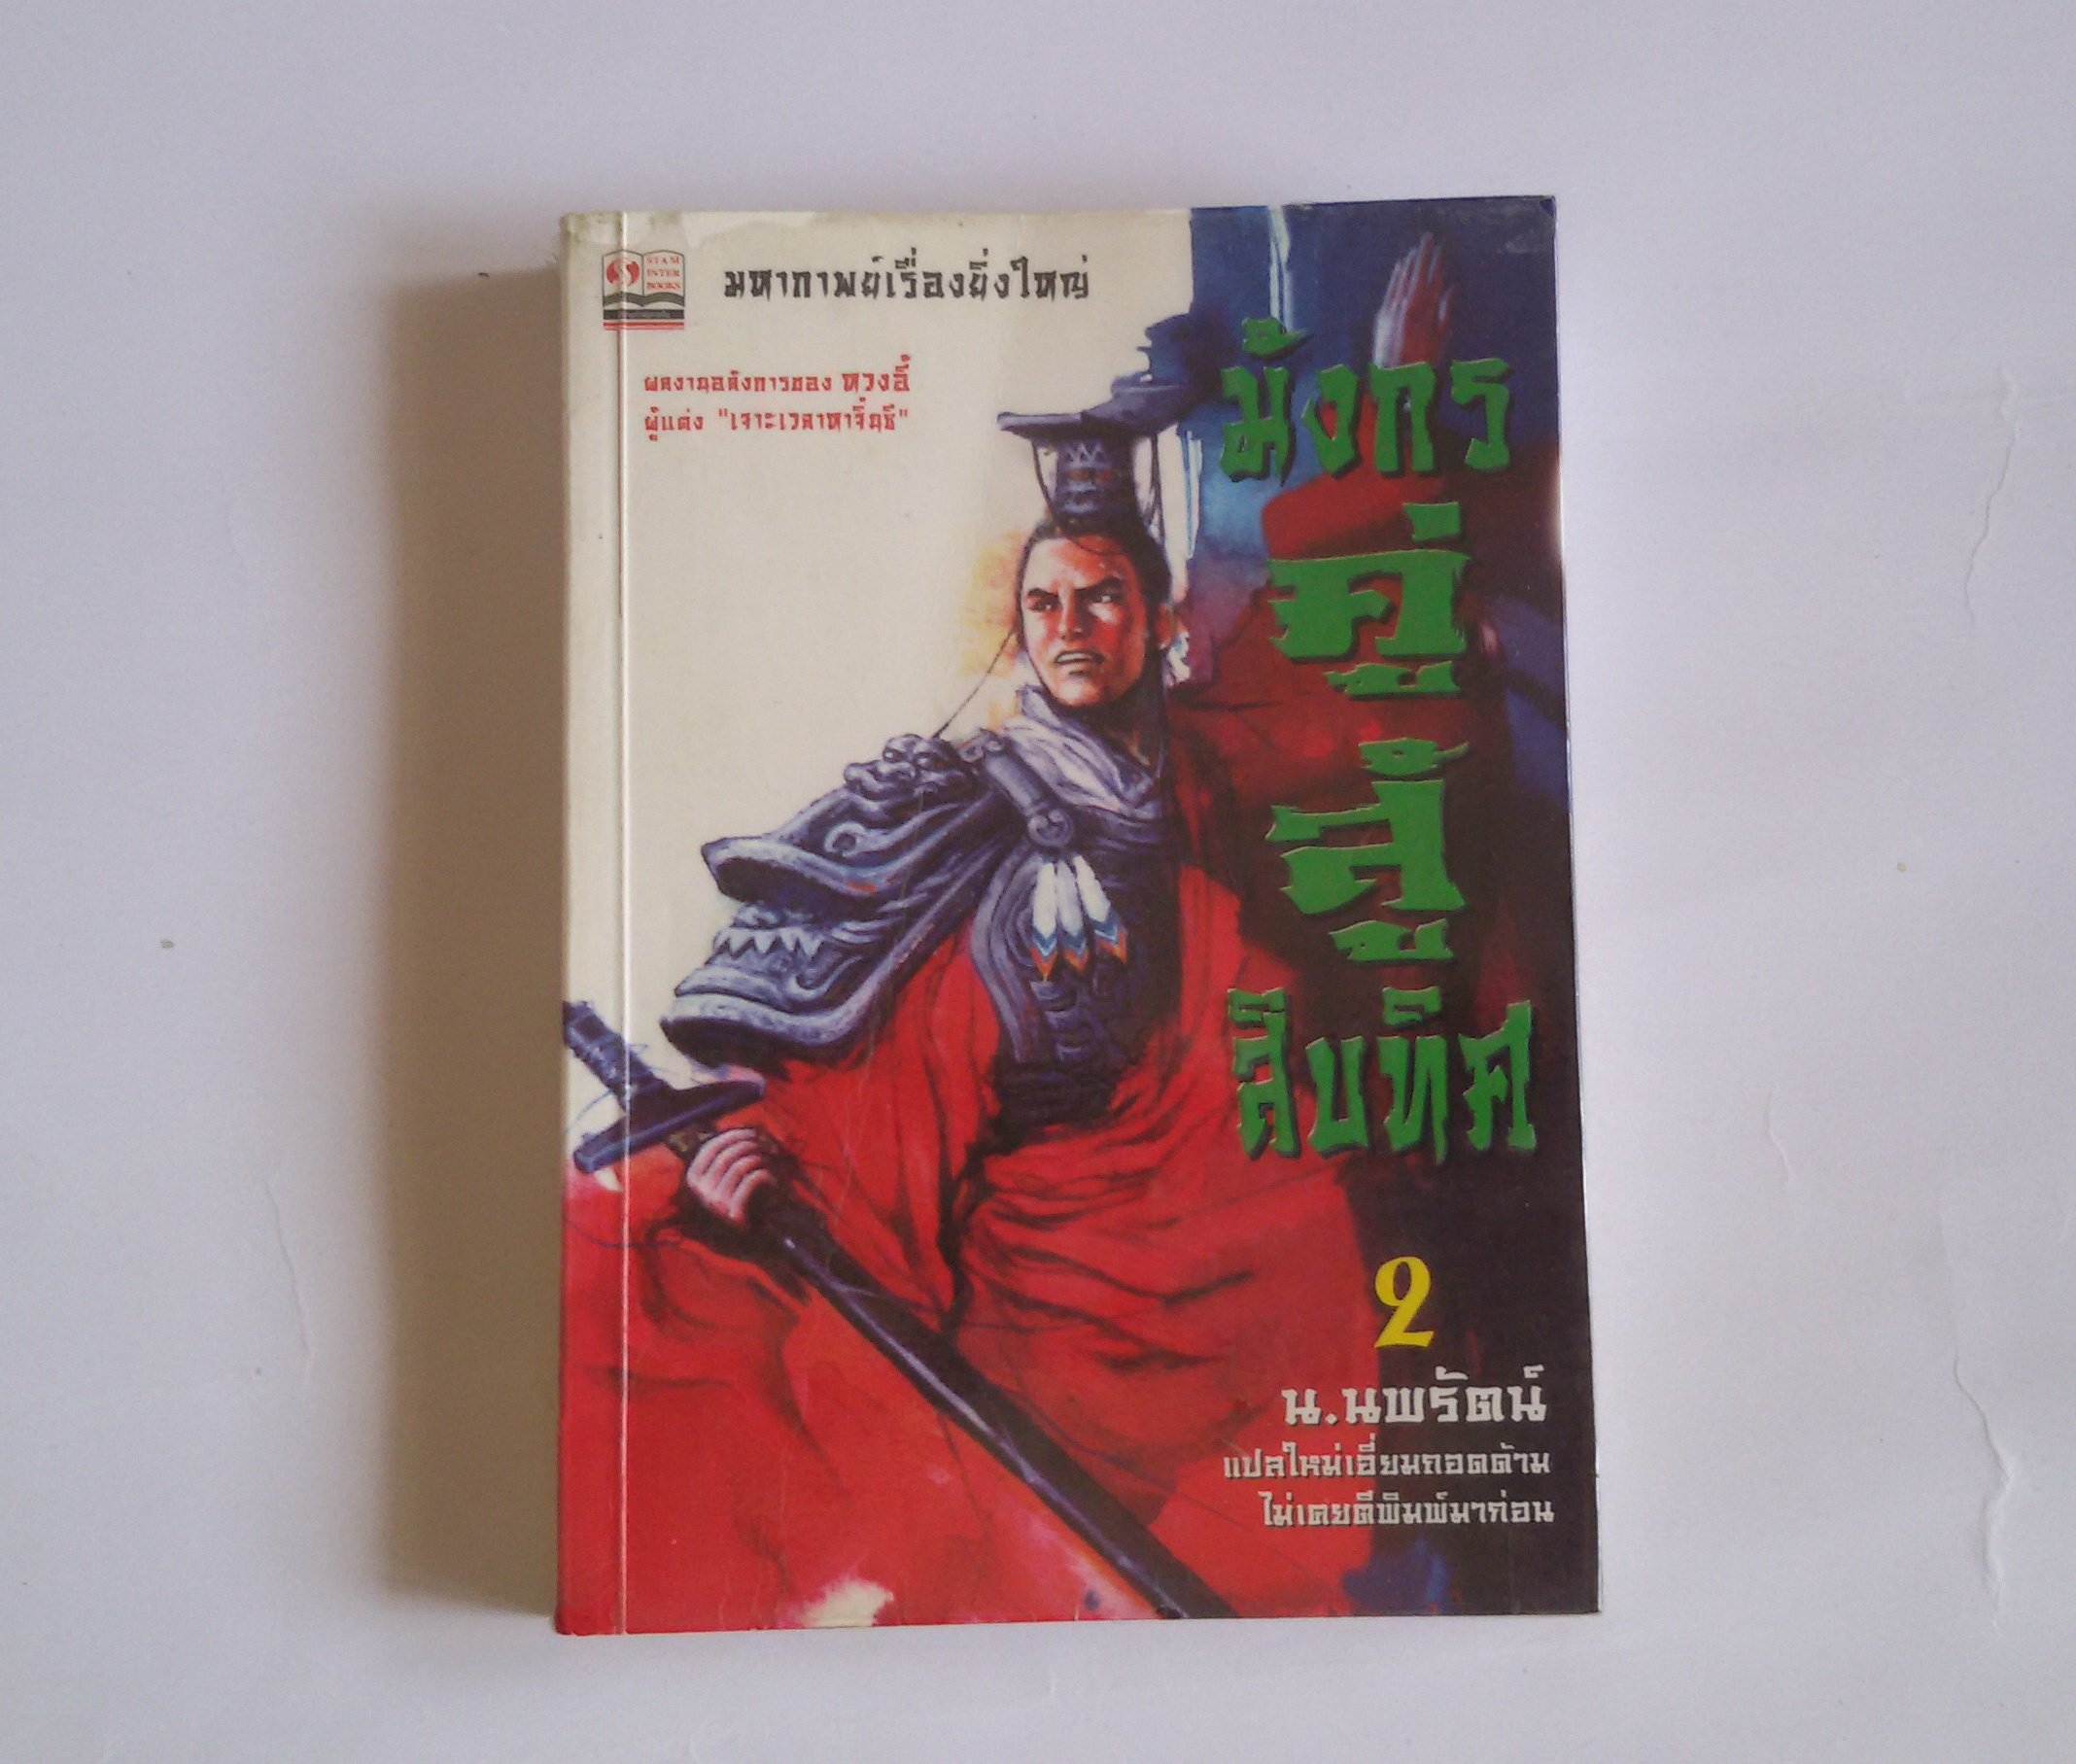 SIAM
INTER
BOOKS
มหากาพย์เรื่องยิ่งใหญ่
ผลงานอลังการของ หวงอี้
ผู้แต่ง "เจาะเวลาหาจิ๋นซี"
มังกร
คู่
สู้
สิบทิศ
2
น.นพรัตน์
แปลใหม่เอี่ยมถอดด้าม
ไม่เคยตีพิมพ์มาก่อน